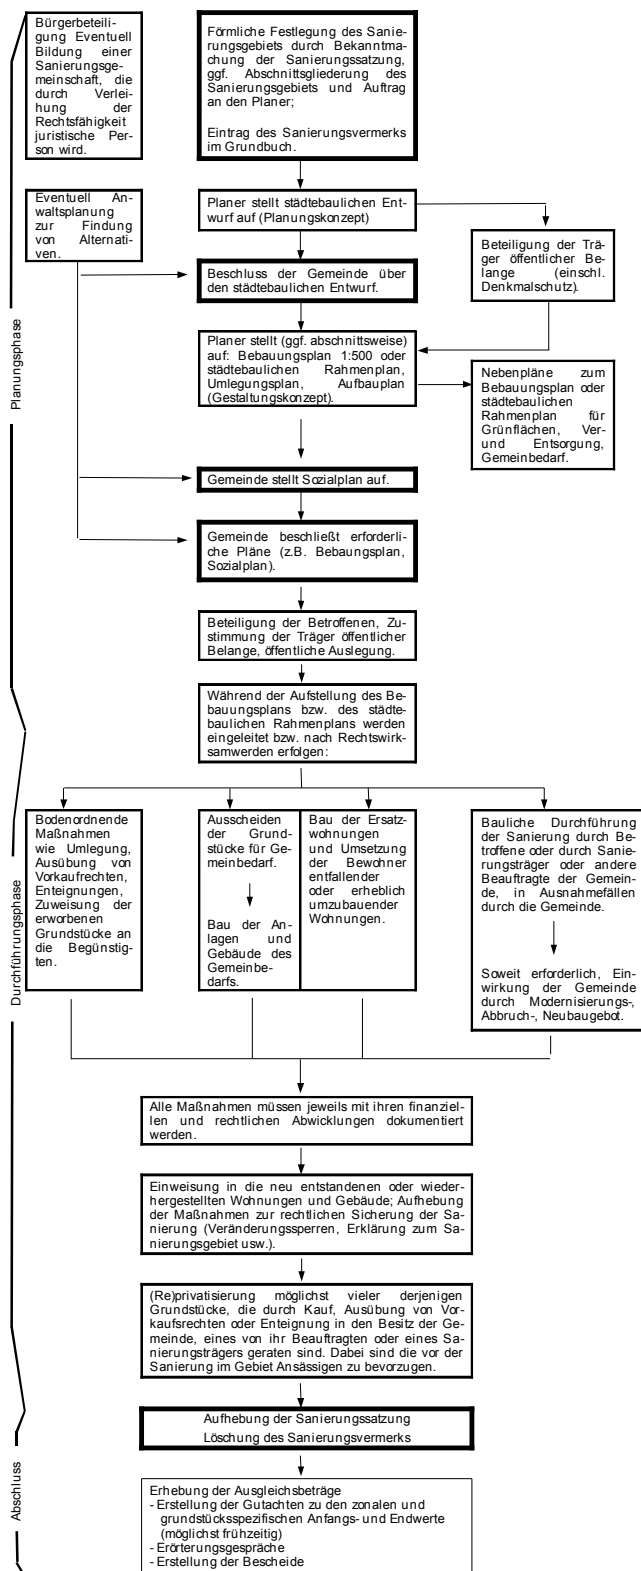 Bürgerbeteili-
gung Eventuell
Bildung einer
Sanierungsge-
meinschaft, die
durch Verlei-
hung der
Rechtsfähigkeit
juristische Per-
son wird.
Förmliche Festlegung des Sani-
erungsgebiets durch Bekanntma-
chung der Sanierungssatzung,
ggf. Abschnittsgliederung des
Sanierungsgebiets und Auftrag
an den Planer;
Eintrag des Sanierungsvermerks
im Grundbuch.
Planungsphase
Eventuell An-
waltsplanung
zur Findung
von Alternati-
ven.
Planer stellt städtebaulichen Ent-
wurf auf (Planungskonzept)
Beteiligung der Träger
öffentlicher Be-
lange (einschl.
Denkmalschutz).
Beschluss der Gemeinde über
den städtebaulichen Entwurf.
Planer stellt (ggf. abschnittsweise)
auf: Bebauungsplan 1:500 oder
städtebaulichen Rahmenplan,
Umlegungsplan, Aufbauplan
(Gestaltungskonzept).
Nebenpläne zum
Bebauungsplan oder
städtebaulichen
Rahmenplan für
Grünflächen, Ver-
und Entsorgung,
Gemeinbedarf.
Gemeinde stellt Sozialplan auf.
Gemeinde beschließt erforderli-
che Pläne (z.B. Bebaungsplan,
Sozialplan).
Beteiligung der Betroffenen, Zu-
stimmung der Träger öffentlicher
Belange, öffentliche Auslegung.
Während der Aufstellung des Be-
bauungsplans bzw. des städte-
baulichen Rahmenplans werden
eingeleitet bzw. nach Rechtswirk-
samwerden erfolgen:
Durchführungsphase
Bodenordnende
Maßnahmen
wie Umlegung,
Ausübung von
Vorkaufrechten,
Enteignungen,
Zuweisung der
erworbenen
Grundstücke an
die Begünstig-
ten.
Ausscheiden
der Grund-
stücke für Ge-
meinbedarf.
Bau der An-
lagen und
Gebäude des
Gemeinbe-
darfs.
Bau der Ersatz-
wohnungen
und Umsetzung
der Bewohner
entfallender
oder erheblich
umzubauender
Wohnungen.
Bauliche Durchführung
der Sanierung durch Be-
troffene oder durch Sanie-
rungsträger oder andere
Beauftragte der Gemein-
de, in Ausnahmefällen
durch die Gemeinde.
Soweit erforderlich, Ein-
wirkung der Gemeinde
durch Modernisierungs-,
Abbruch-, Neubaugebot.
Alle Maßnahmen müssen jeweils mit ihren finanziel-
len und rechtlichen Abwicklungen dokumentiert
werden.
Einweisung in die neu entstandenen oder wieder-
hergestellten Wohnungen und Gebäude; Aufhebung
der Maßnahmen zur rechtlichen Sicherung der Sa-
nierung (Veränderungssperren, Erklärung zum Sa-
nierungsgebiet usw.).
(Re)privatisierung möglichst vieler derjenigen
Grundstücke, die durch Kauf, Ausübung von Vor-
kaufsrechten oder Enteignung in den Besitz der Ge-
meinde, eines von ihr Beauftragten oder eines Sa-
nierungsträgers geraten sind. Dabei sind die vor der
Sanierung im Gebiet Ansässigen zu bevorzugen.
Abschluss
Aufhebung der Sanierungssatzung
Löschung des Sanierungsvermerks
Erhebung der Ausgleichsbeträge
- Erstellung der Gutachten zu den zonalen und
grundstücksspezifischen Anfangs- und Endwerte
(möglichst frühzeitig)
- Erörterungsgespräche
- Erstellung der Bescheide